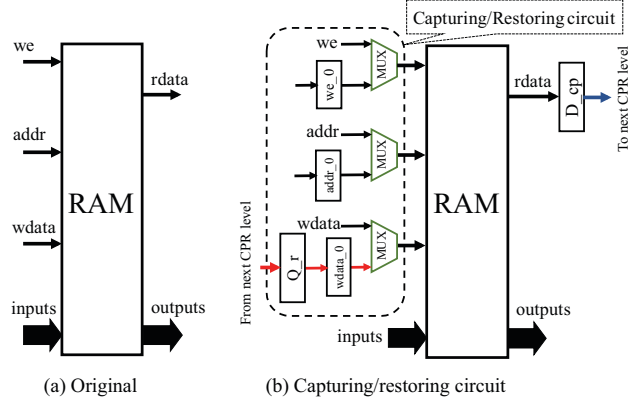 we
addr
wdata
inputs
RAM
rdata
outputs
(a) Original
Capturing/Restoring circuit
we
we_0
MUX
addr
addr_0
MUX
wdata
From next CPR level
Q_r
wdata_0
MUX
inputs
RAM
rdata
D_cp
To next CPR level
outputs
(b) Capturing/restoring circuit